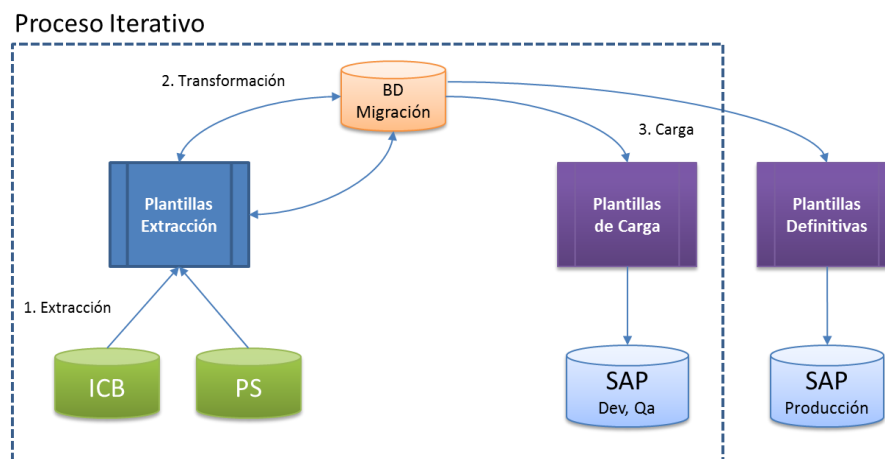 Proceso Iterativo
2. Transformación
BD
Migración
3. Carga
Plantillas
Extracción
Plantillas
de Carga
Plantillas
Definitivas
1. Extracción
ICB
PS
SAP
Dev, Qa
SAP
Producción